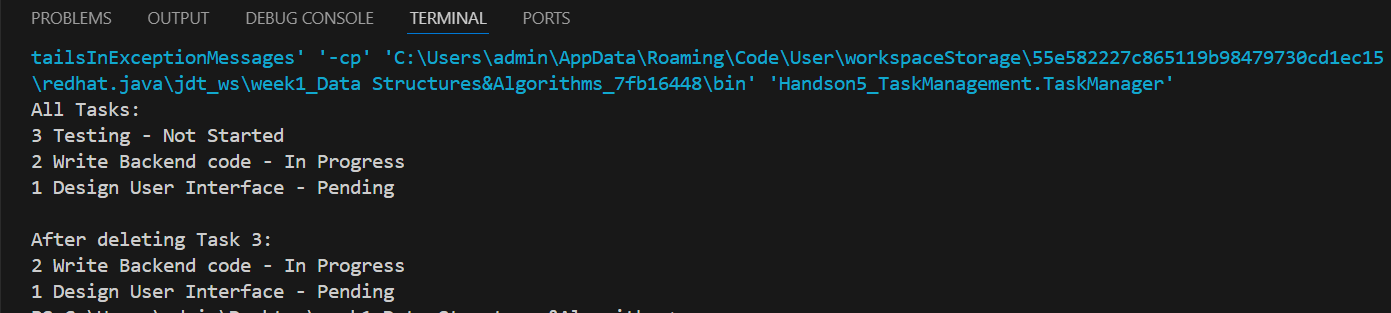 PROBLEMS OUTPUT DEBUG CONSOLE TERMINAL PORTS
tailsInExceptionMessages' '-cp' 'C:\Users\admin\AppData\Roaming\Code\User\workspaceStorage\55e582227c865119b98479730cd1ec15
\redhat.java\jdt_ws\week1_Data Structures&Algorithms_7fb16448\bin' 'Handson5_TaskManagement.TaskManager'
All Tasks:
3 Testing - Not Started
2 Write Backend code - In Progress
1 Design User Interface - Pending
After deleting Task 3:
2 Write Backend code - In Progress
1 Design User Interface - Pending